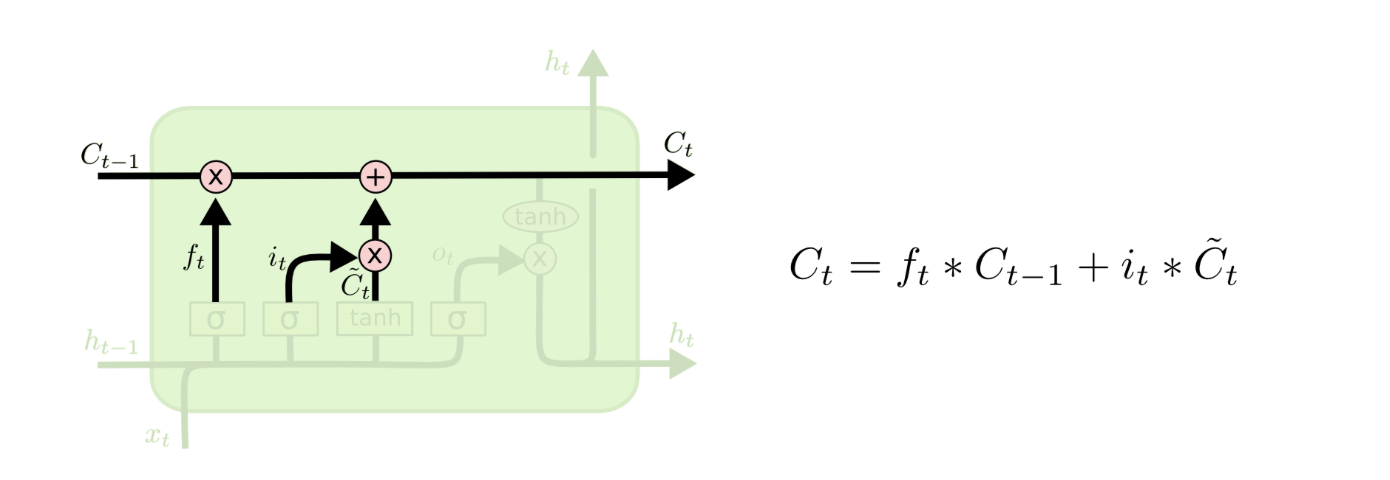 h_t
C_{t-1}
C_t
x
+
tanh
f_t
i_t
x
o_t
x
C̃_t
σ
σ
tanh
σ
h_{t-1}
h_t
x_t
C_t = f_t * C_{t-1} + i_t * C̃_t